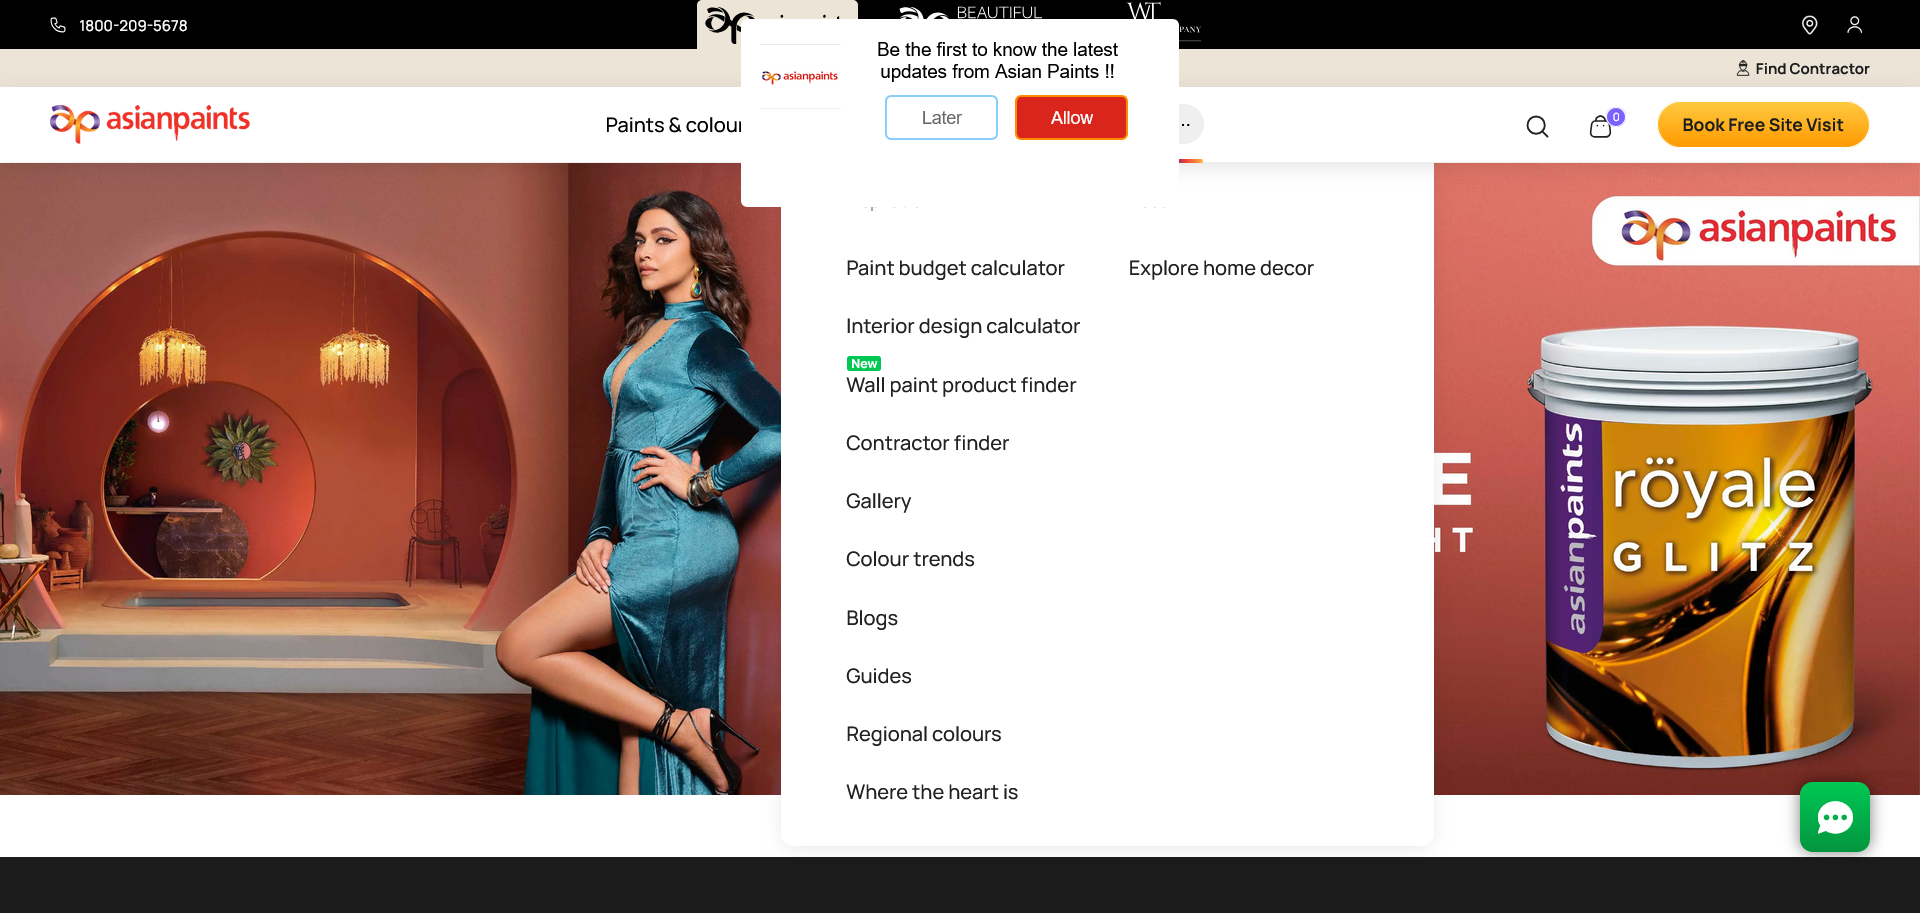 1800-209-5678
BEAUTIFUL
WT
PANY
Find Contractor
asianpaints
Be the first to know the latest
updates from Asian Paints !!
Later
Allow
asianpaints
Paints & colour
..
0
Book Free Site Visit
asianpaints
Paint budget calculator
Explore home decor
Interior design calculator
New
Wall paint product finder
Contractor finder
Gallery
Colour trends
Blogs
Guides
Regional colours
Where the heart is
E
HT
asianpaints
röyale
GLITZ